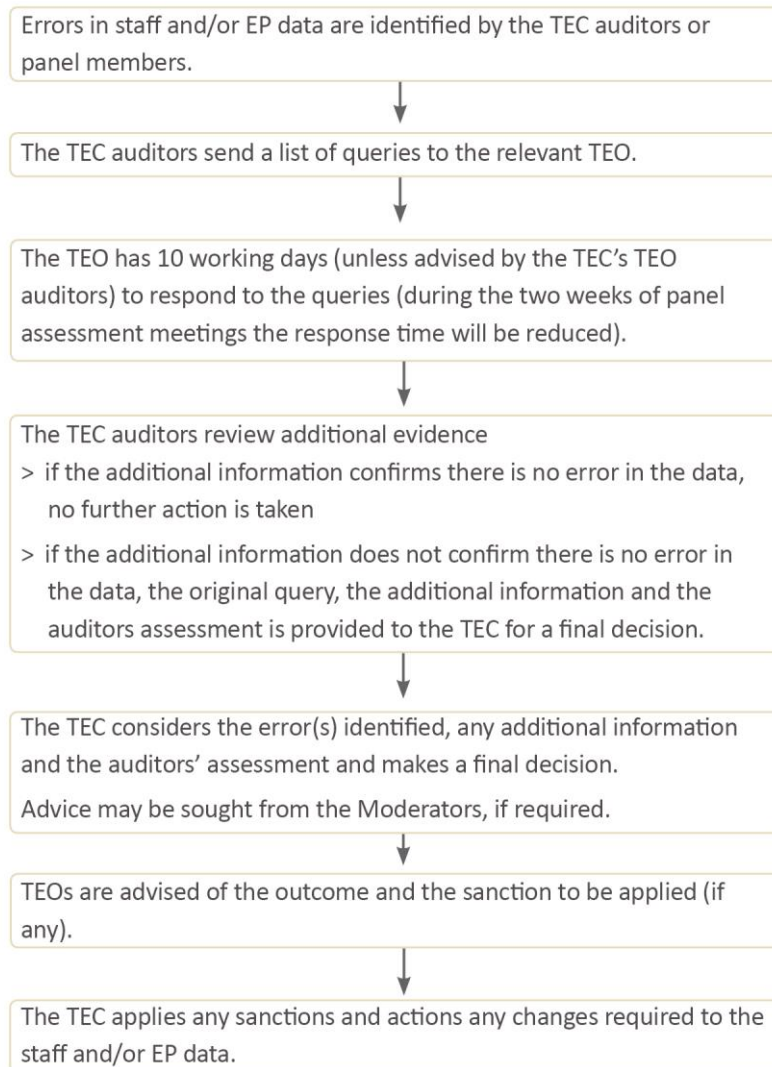 Errors in staff and/or EP data are identified by the TEC auditors or
panel members.
The TEC auditors send a list of queries to the relevant TEO.
The TEO has 10 working days (unless advised by the TEC’s TEO
auditors) to respond to the queries (during the two weeks of panel
assessment meetings the response time will be reduced).
The TEC auditors review additional evidence
> if the additional information confirms there is no error in the data,
no further action is taken
> if the additional information does not confirm there is no error in
the data, the original query, the additional information and the
auditors assessment is provided to the TEC for a final decision.
The TEC considers the error(s) identified, any additional information
and the auditors’ assessment and makes a final decision.
Advice may be sought from the Moderators, if required.
TEOs are advised of the outcome and the sanction to be applied (if
any).
The TEC applies any sanctions and actions any changes required to the
staff and/or EP data.